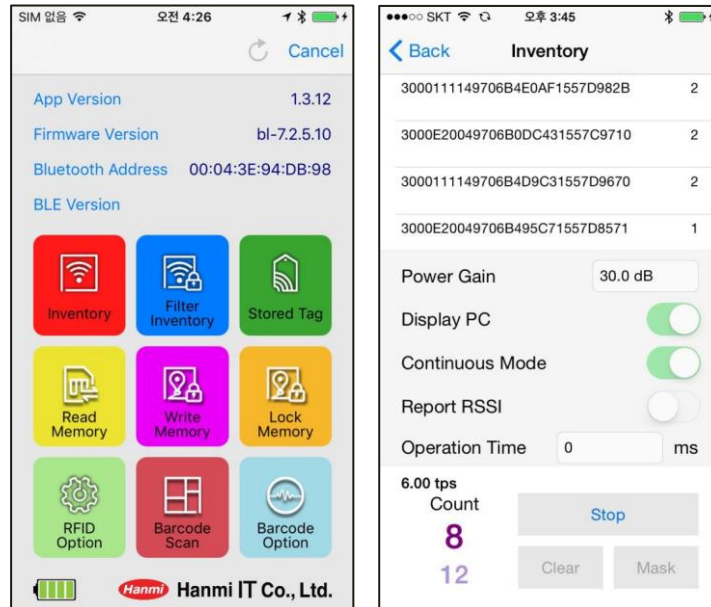 SIM 없음 오전 4:26
Cancel
App Version 1.3.12
Firmware Version bl-7.2.5.10
Bluetooth Address 00:04:3E:94:DB:98
BLE Version
Inventory
Filter
Inventory
Stored Tag
Read
Memory
Write
Memory
Lock
Memory
RFID
Option
Barcode
Scan
Barcode
Option
Hanmi Hanmi IT Co., Ltd.
SKT 오후 3:45
Back Inventory
3000111149706B4E0AF1557D982B 2
3000E20049706B0DC431557C9710 2
3000111149706B4D9C31557D9670 2
3000E20049706B495C71557D8571 1
Power Gain 30.0 dB
Display PC
Continuous Mode
Report RSSI
Operation Time 0 ms
6.00 tps
Count
8
12
Stop
Clear Mask